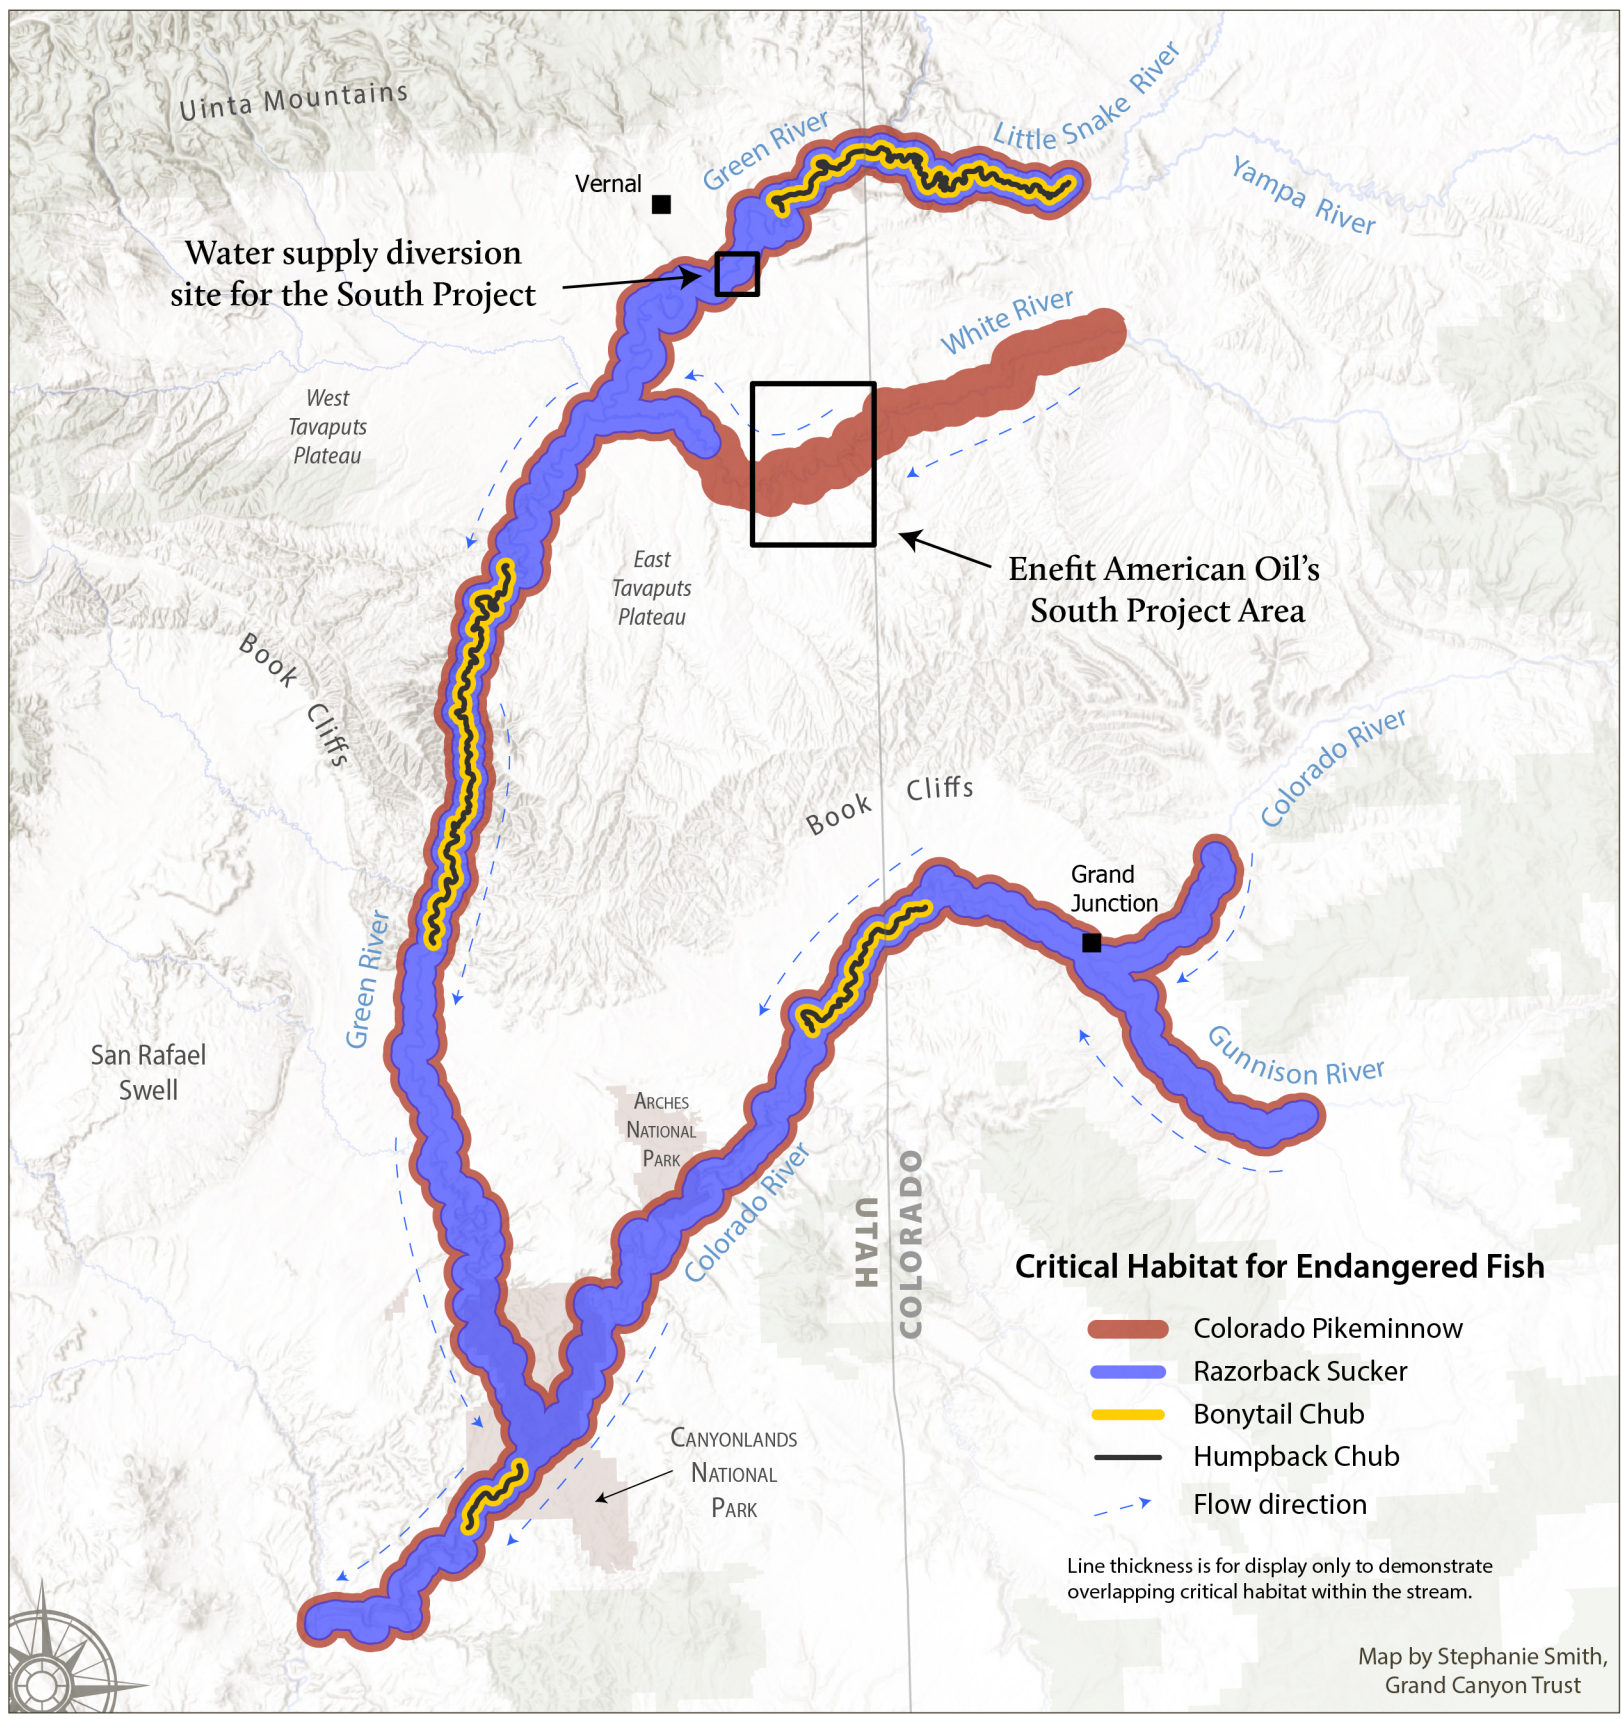 Uinta Mountains
Green River
Little Snake River
Yampa River
Vernal
Water supply diversion
site for the South Project
White River
West
Tavaputs
Plateau
East
Tavaputs
Plateau
Enefit American Oil’s
South Project Area
Book Cliffs
Colorado River
Book Cliffs
Grand
Junction
Green River
San Rafael
Swell
Gunnison River
Arches
National
Park
Colorado River
UTAH
COLORADO
Critical Habitat for Endangered Fish
Colorado Pikeminnow
Razorback Sucker
Bonytail Chub
Humpback Chub
Flow direction
Canyonlands
National
Park
Line thickness is for display only to demonstrate
overlapping critical habitat within the stream.
Map by Stephanie Smith,
Grand Canyon Trust